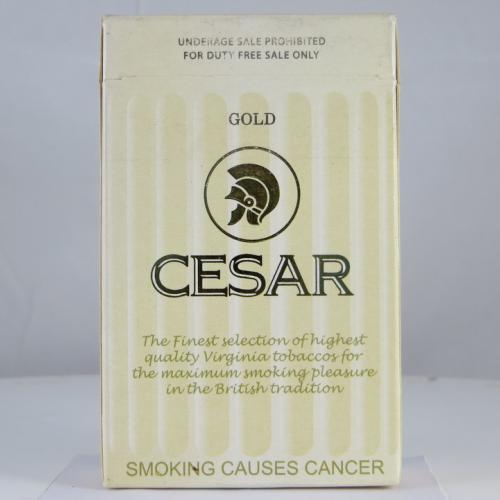 UNDERAGE SALE PROHIBITED
FOR DUTY FREE SALE ONLY
GOLD
CESAR
The Finest selection of highest
quality Virginia tobaccos for
the maximum smoking pleasure
in the British tradition
SMOKING CAUSES CANCER